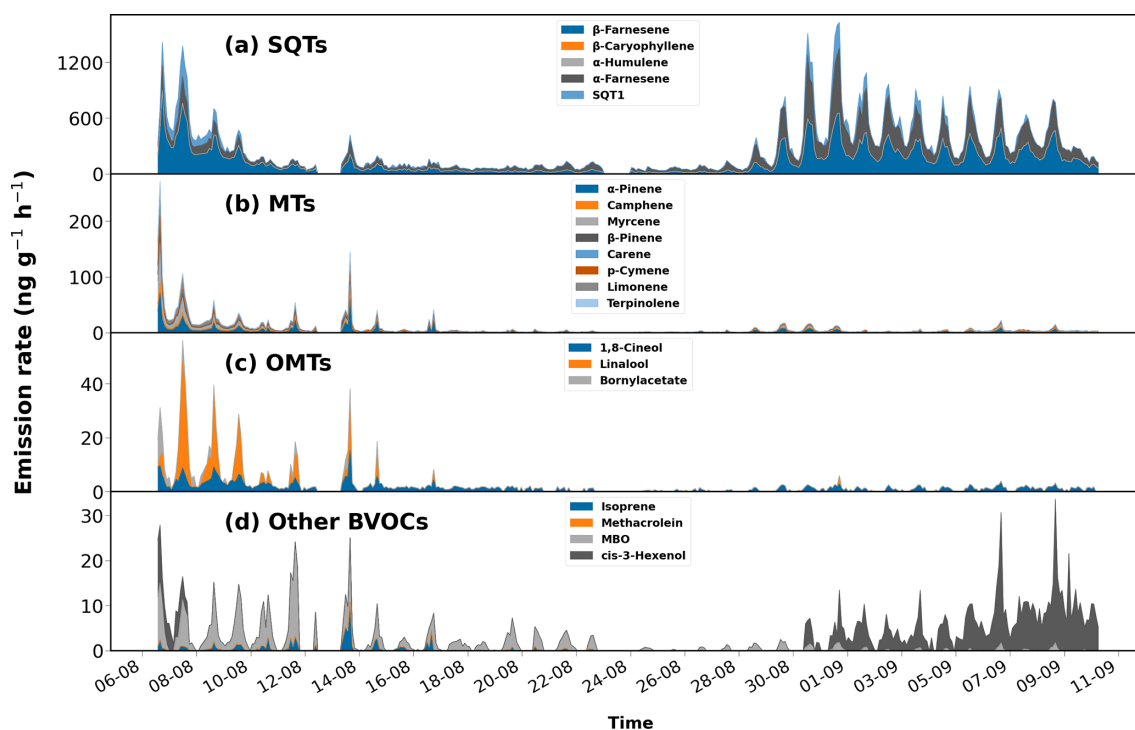 (a) SQTs
β-Farnesene
β-Caryophyllene
α-Humulene
α-Farnesene
SQT1
1200
600
0
(b) MTs
α-Pinene
Camphene
Myrcene
β-Pinene
Carene
p-Cymene
Limonene
Terpinolene
200
100
0
(c) OMTs
1,8-Cineol
Linalool
Bornylacetate
40
20
0
(d) Other BVOCs
Isoprene
Methacrolein
MBO
cis-3-Hexenol
30
20
10
0
Emission rate (ng g⁻¹ h⁻¹)
06-08
08-08
10-08
12-08
14-08
16-08
18-08
20-08
22-08
24-08
26-08
28-08
30-08
01-09
03-09
05-09
07-09
09-09
11-09
Time